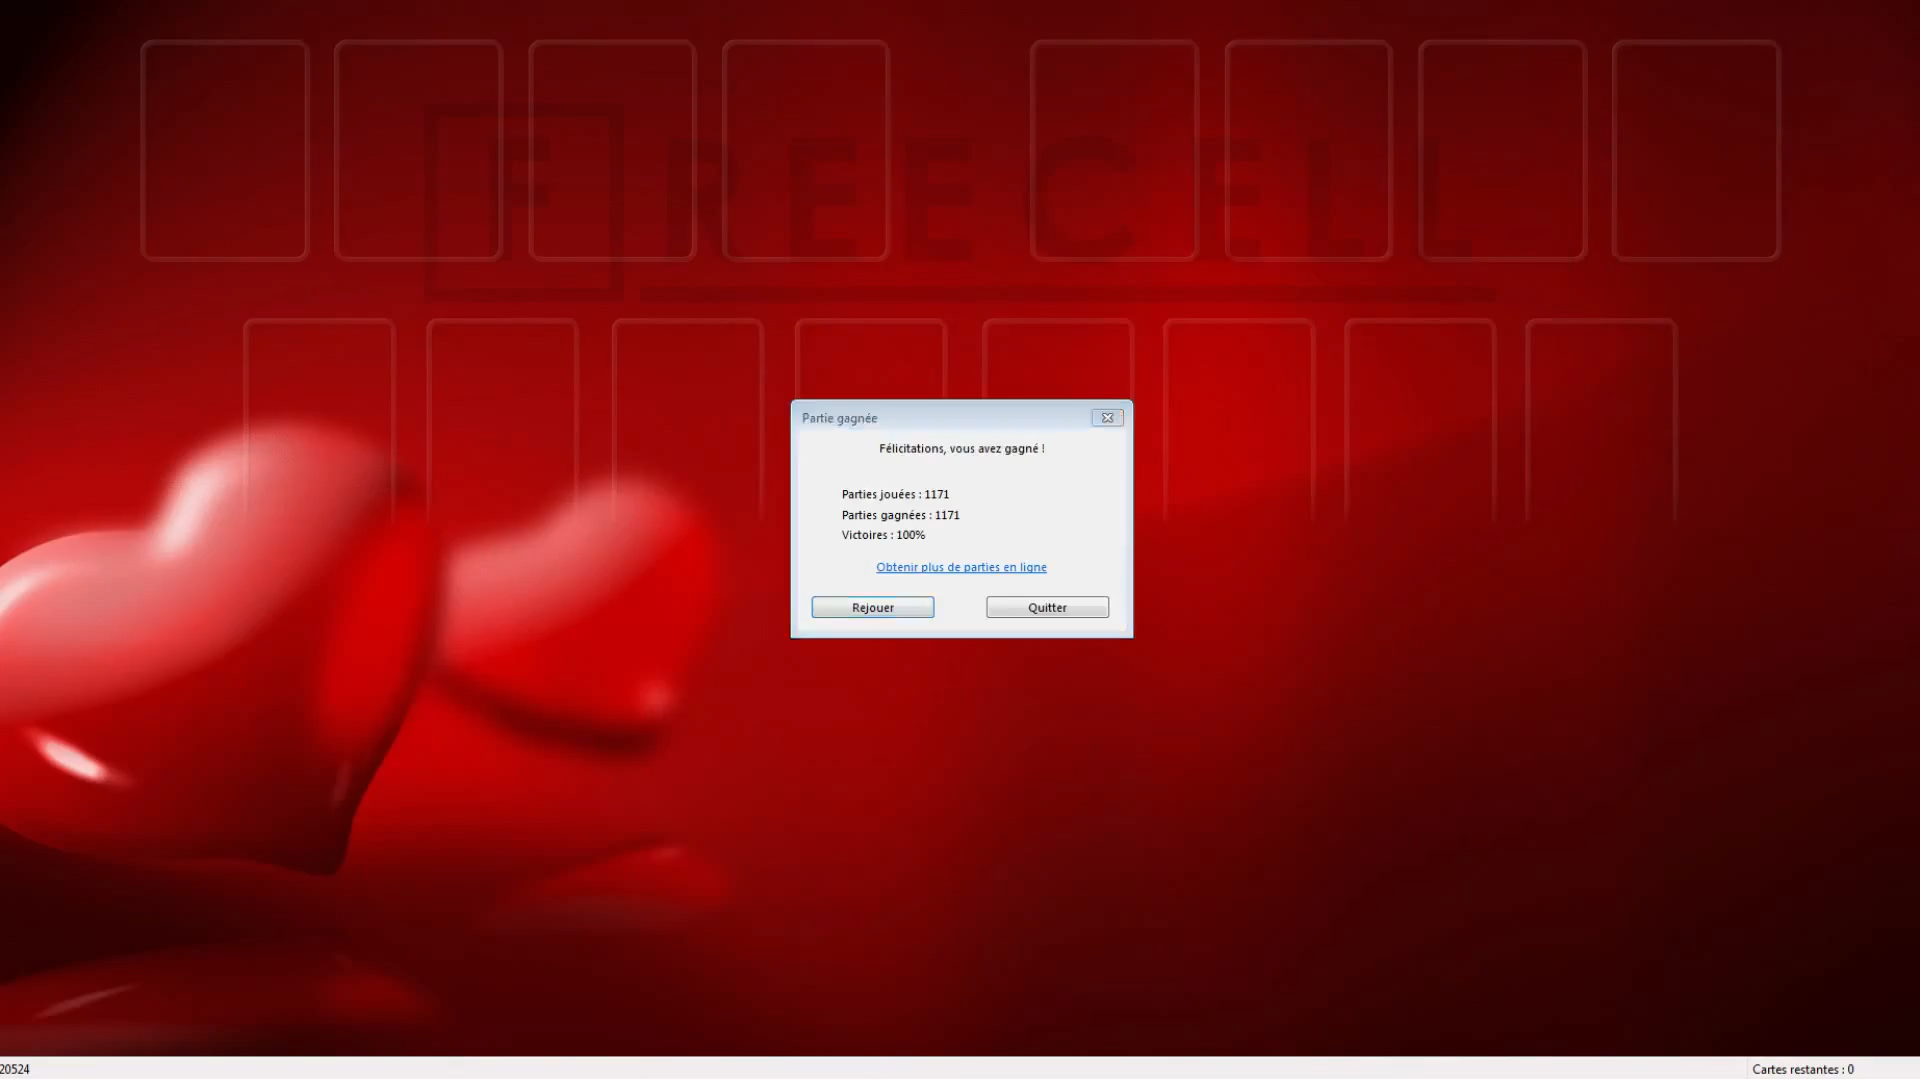 FREECELL
Partie gagnée
Félicitations, vous avez gagné !
Parties jouées : 1171
Parties gagnées : 1171
Victoires : 100%
Obtenir plus de parties en ligne
Rejouer
Quitter
20524
Cartes restantes : 0